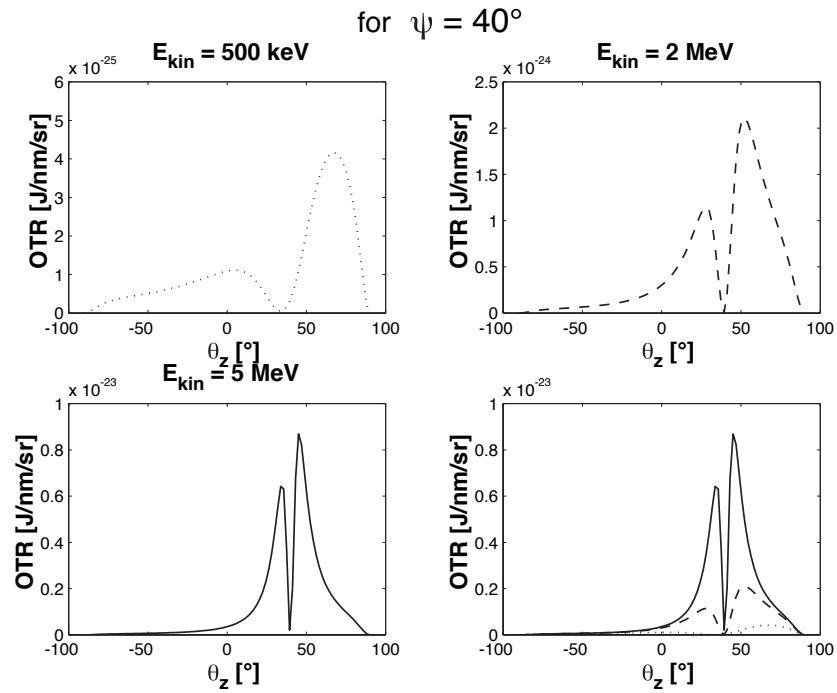 for ψ = 40°
E_kin = 500 keV
x 10^-25
OTR [J/nm/sr]
6
5
4
3
2
1
0
-100 -50 0 50 100
θ_z [°]
E_kin = 2 MeV
x 10^-24
OTR [J/nm/sr]
2.5
2
1.5
1
0.5
0
-100 -50 0 50 100
θ_z [°]
E_kin = 5 MeV
x 10^-23
OTR [J/nm/sr]
1
0.8
0.6
0.4
0.2
0
-100 -50 0 50 100
θ_z [°]
x 10^-23
OTR [J/nm/sr]
1
0.8
0.6
0.4
0.2
0
-100 -50 0 50 100
θ_z [°]